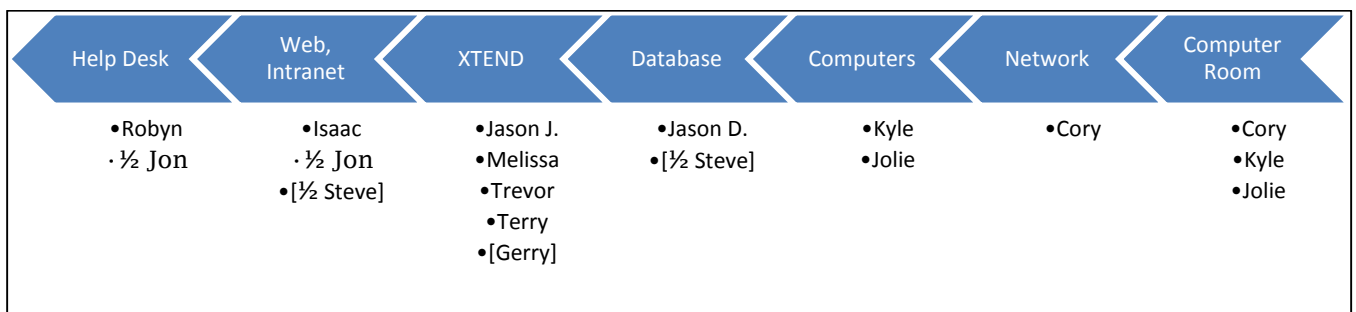 Help Desk
Web,
Intranet
XTEND
Database
Computers
Network
Computer
Room
•Robyn
· ½ Jon
•Isaac
· ½ Jon
•[½ Steve]
•Jason J.
•Melissa
•Trevor
•Terry
•[Gerry]
•Jason D.
•[½ Steve]
•Kyle
•Jolie
•Cory
•Cory
•Kyle
•Jolie